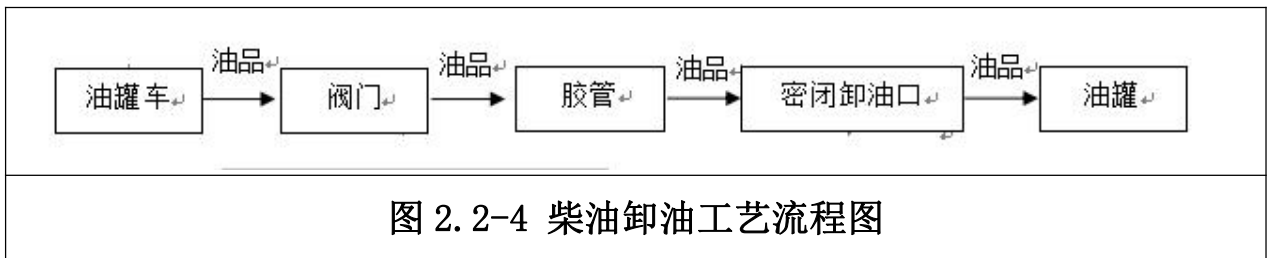 油品 油品 油品 油品
油罐车 阀门 胶管 密闭卸油口 油罐
图 2.2-4 柴油卸油工艺流程图